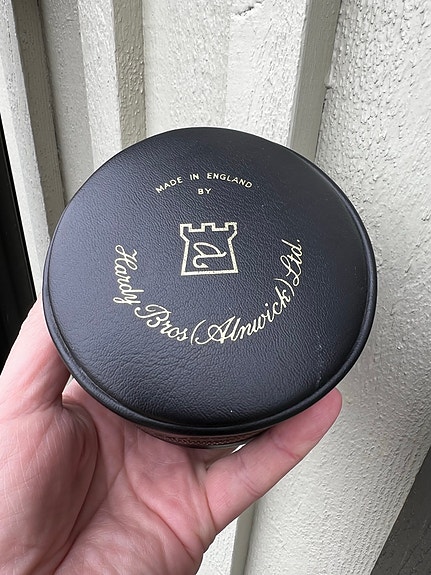 MADE IN ENGLAND
BY
a
Hardy Bros (Alnwick) Ltd.